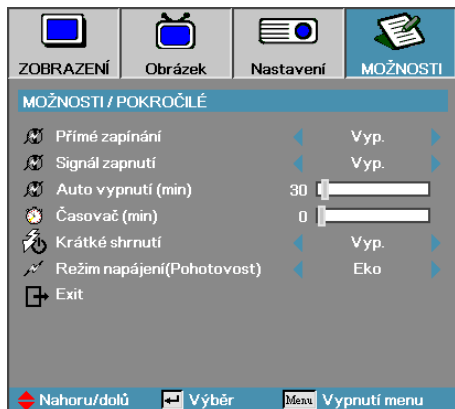 ZOBRAZENÍ Obrázek Nastavení MOŽNOSTI
MOŽNOSTI / POKROČILÉ
Přímé zapínání Vyp.
Signál zapnutí Vyp.
Auto vypnutí (min) 30
Časovač (min) 0
Krátké shrnutí Vyp.
Režim napájení(Pohotovost) Eko
Exit
Nahoru/dolů Výběr Menu Vypnutí menu